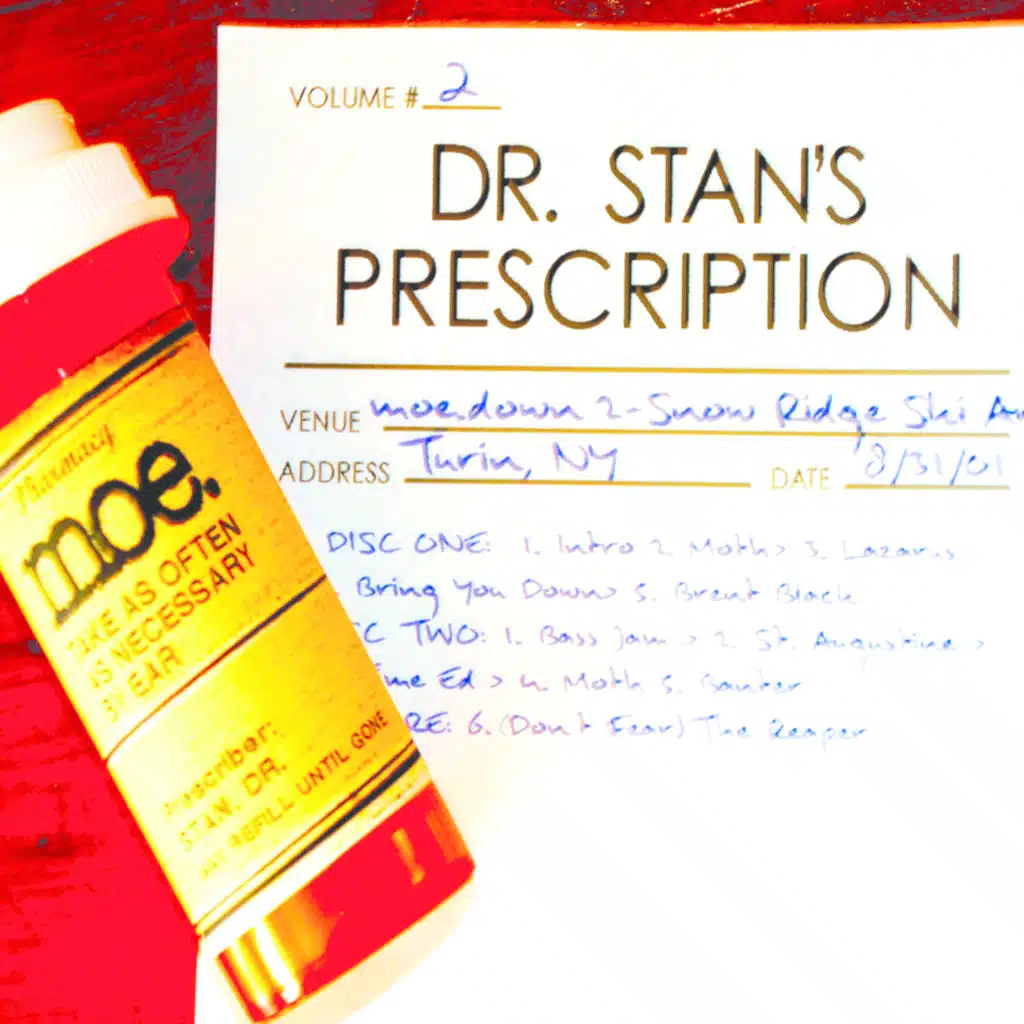 VOLUME # 2
DR. STAN'S
PRESCRIPTION
VENUE moe.down 2 - Snow Ridge Ski
ADDRESS Turin, NY DATE 8/31/01
DISC ONE: 1. Intro 2. Moth > 3. Lazarus
Bring You Down > 5. Brent Black
TWO: 1. Bass Jam > 2. St. Augustine >
Ed > 4. Moth 5. Banter
6. (Don't Fear) The Reaper
Pharmacy
moe.
TAKE AS OFTEN
AS NECESSARY
BY EAR
Prescriber:
STAN, DR.
REFILL UNTIL GONE